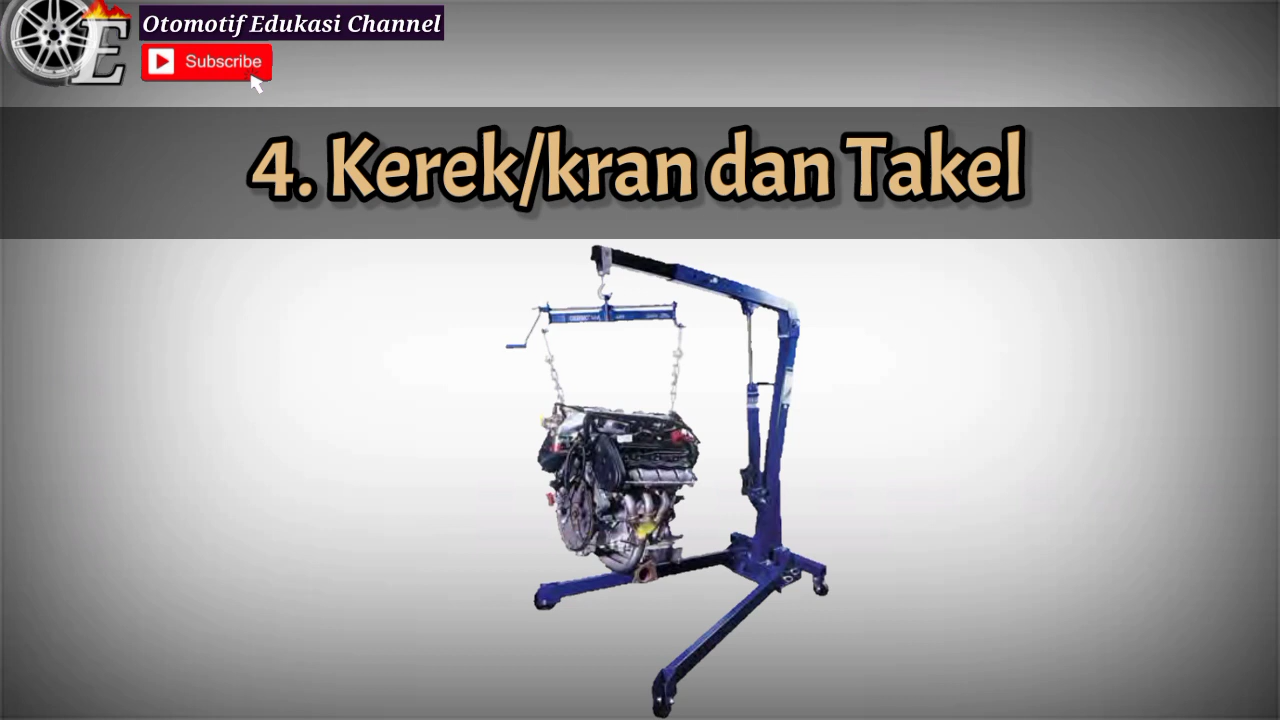 Otomotif Edukasi Channel
E
Subscribe
4. Kerek/kran dan Takel